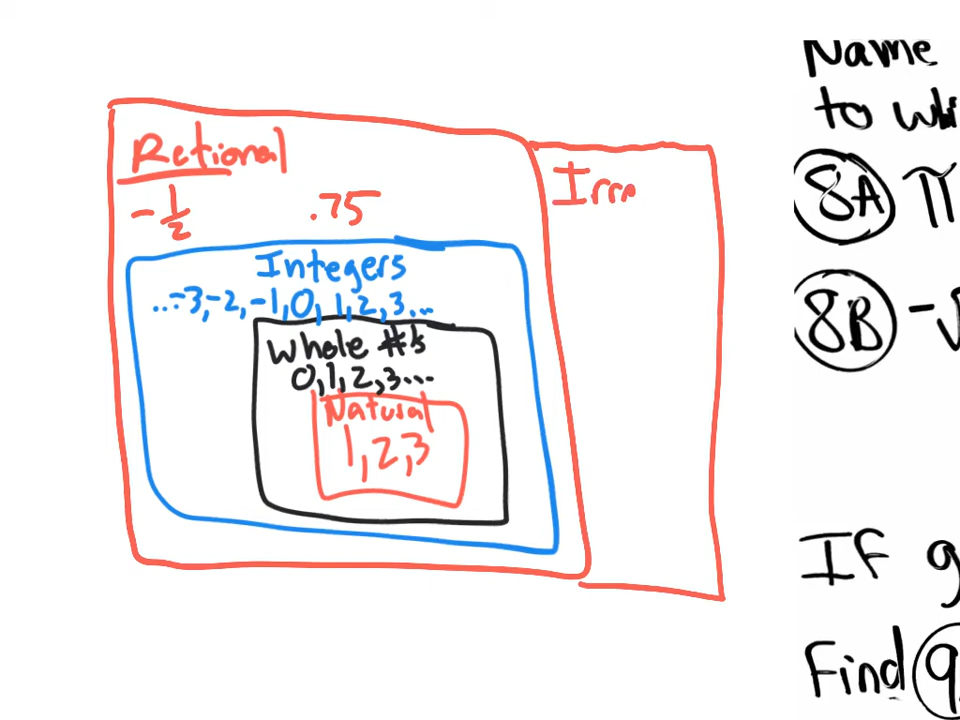 Rational
-1/2 .75
Integers
...-3,-2,-1,0,1,2,3...
Whole #'s
0,1,2,3...
Natural
1,2,3
Irra
Name
to whi
8A π
8B -√
If g
Find 9